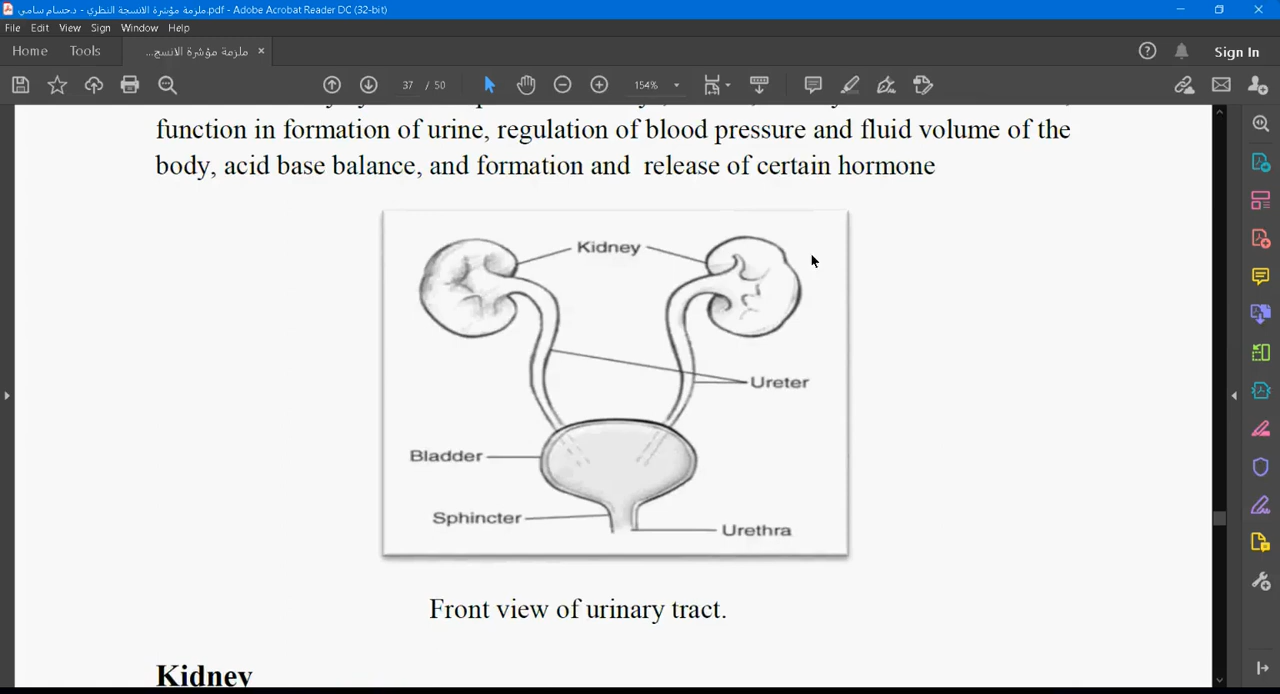 ملزمة مؤشرة الانسجة النظري - د.حسام سامي.pdf - Adobe Acrobat Reader DC (32-bit)
File Edit View Sign Window Help
Home Tools ملزمة مؤشرة الانسج... × Sign In
37 / 50 154%
function in formation of urine, regulation of blood pressure and fluid volume of the
body, acid base balance, and formation and release of certain hormone
Kidney
Ureter
Bladder
Sphincter
Urethra
Front view of urinary tract.
Kidney